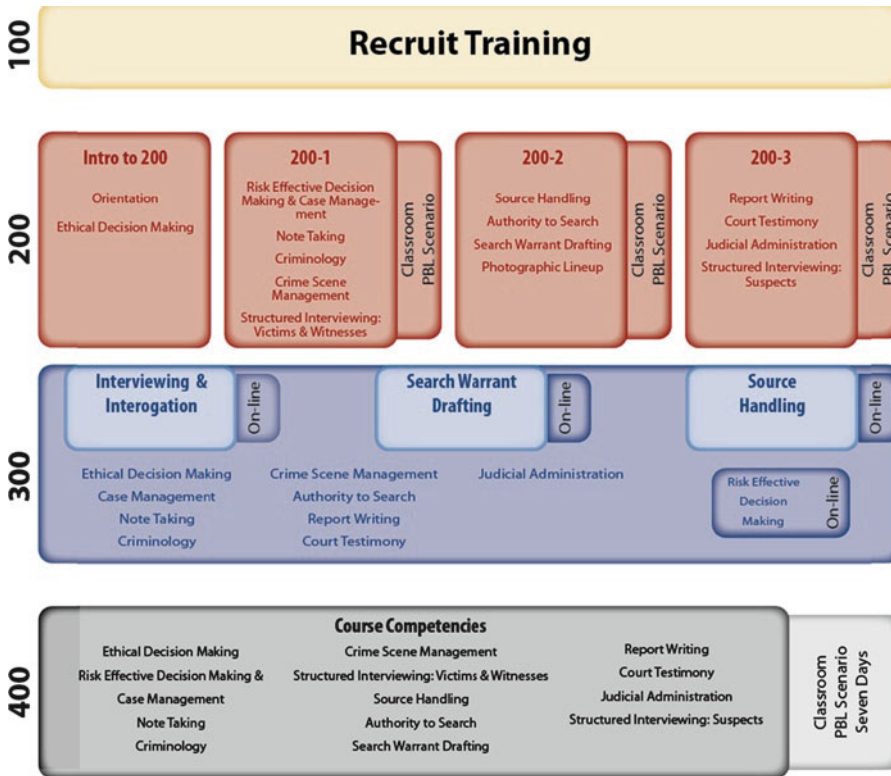 100
Recruit Training
200
Intro to 200
Orientation
Ethical Decision Making
200-1
Risk Effective Decision
Making & Case Manage-
ment
Note Taking
Criminology
Crime Scene
Management
Structured Interviewing:
Victims & Witnesses
Classroom
PBL Scenario
200-2
Source Handling
Authority to Search
Search Warrant Drafting
Photographic Lineup
Classroom
PBL Scenario
200-3
Report Writing
Court Testimony
Judicial Administration
Structured Interviewing:
Suspects
Classroom
PBL Scenario
300
Interviewing &
Interogation
On-line
Search Warrant
Drafting
On-line
Source
Handling
On-line
Ethical Decision Making
Case Management
Note Taking
Criminology
Crime Scene Management
Authority to Search
Report Writing
Court Testimony
Judicial Administration
Risk Effective
Decision
Making
On-line
400
Course Competencies
Ethical Decision Making
Risk Effective Decision Making &
Case Management
Note Taking
Criminology
Crime Scene Management
Structured Interviewing: Victims & Witnesses
Source Handling
Authority to Search
Search Warrant Drafting
Report Writing
Court Testimony
Judicial Administration
Structured Interviewing: Suspects
Classroom
PBL Scenario
Seven Days